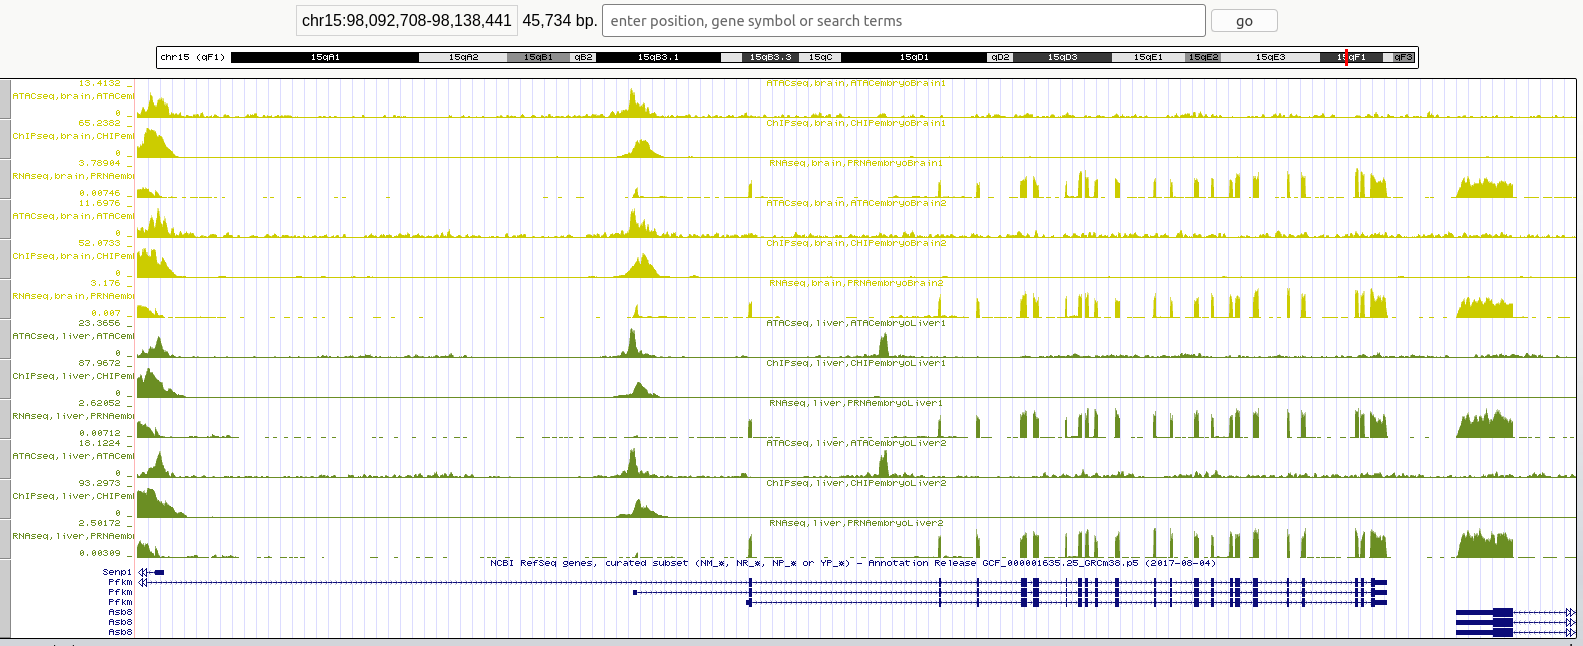 chr15:98,092,708-98,138,441 45,734 bp. enter position, gene symbol or search terms go
chr15 (qF1) 15qA1 15qA2 15qB1 qB2 15qB3.1 15qB3.3 15qC 15qD1 qD2 15qD3 15qE1 15qE2 15qE3 15qF1 qF3
13.4132 _ ATACseq,brain,ATACembryoBrain1
ATACseq,brain,ATACem
0 _
65.2382 _ ChIPseq,brain,CHIPembryoBrain1
ChIPseq,brain,CHIPem
0 _
3.78904 _ RNAseq,brain,PRNAembryoBrain1
RNAseq,brain,PRNAemb
0.00746 _
11.6976 _ ATACseq,brain,ATACembryoBrain2
ATACseq,brain,ATACem
0 _
52.0733 _ ChIPseq,brain,CHIPembryoBrain2
ChIPseq,brain,CHIPem
0 _
3.176 _ RNAseq,brain,PRNAembryoBrain2
RNAseq,brain,PRNAemb
0.007 _
23.3656 _ ATACseq,liver,ATACembryoLiver1
ATACseq,liver,ATACem
0 _
87.9672 _ ChIPseq,liver,CHIPembryoLiver1
ChIPseq,liver,CHIPem
0 _
2.62052 _ RNAseq,liver,PRNAembryoLiver1
RNAseq,liver,PRNAemb
0.00712 _
18.1224 _ ATACseq,liver,ATACembryoLiver2
ATACseq,liver,ATACem
0 _
93.2973 _ ChIPseq,liver,CHIPembryoLiver2
ChIPseq,liver,CHIPem
0 _
2.50172 _ RNAseq,liver,PRNAembryoLiver2
RNAseq,liver,PRNAemb
0.00309 _
NCBI RefSeq genes, curated subset (NM_*, NR_*, NP_* or YP_*) - Annotation Release GCF_000001635.25_GRCm38.p5 (2017-08-04)
Senp1
Pfkm
Pfkm
Pfkm
Asb8
Asb8
Asb8